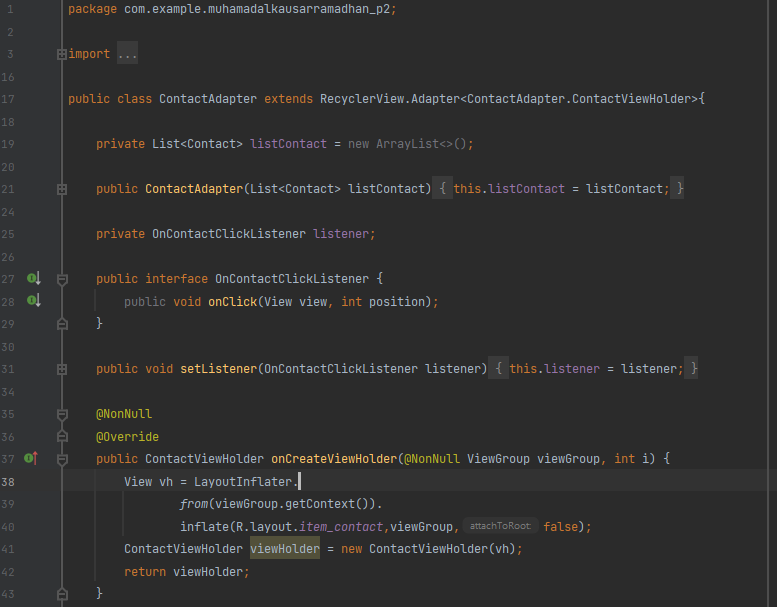 1 package com.example.muhamadalkausarramadhan_p2;
2
3 import ...
16
17 public class ContactAdapter extends RecyclerView.Adapter<ContactAdapter.ContactViewHolder>{
18
19 private List<Contact> listContact = new ArrayList<>();
20
21 public ContactAdapter(List<Contact> listContact) { this.listContact = listContact; }
24
25 private OnContactClickListener listener;
26
27 public interface OnContactClickListener {
28 public void onClick(View view, int position);
29 }
30
31 public void setListener(OnContactClickListener listener) { this.listener = listener; }
34
35 @NonNull
36 @Override
37 public ContactViewHolder onCreateViewHolder(@NonNull ViewGroup viewGroup, int i) {
38 View vh = LayoutInflater.
39 from(viewGroup.getContext()).
40 inflate(R.layout.item_contact,viewGroup, attachToRoot: false);
41 ContactViewHolder viewHolder = new ContactViewHolder(vh);
42 return viewHolder;
43 }